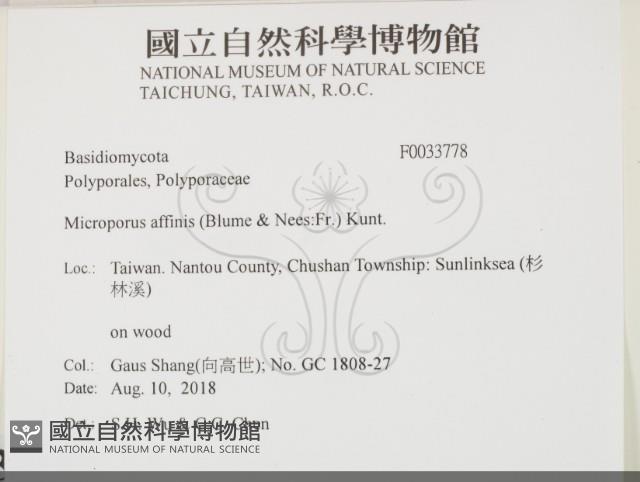 國立自然科學博物館
NATIONAL MUSEUM OF NATURAL SCIENCE
TAICHUNG, TAIWAN, R.O.C.
Basidiomycota F0033778
Polyporales, Polyporaceae
Microporus affinis (Blume & Nees:Fr.) Kunt.
Loc.: Taiwan. Nantou County, Chushan Township: Sunlinksea (杉
林溪)
on wood
Col.: Gaus Shang(向高世); No. GC 1808-27
Date: Aug. 10, 2018
國立自然科學博物館
NATIONAL MUSEUM OF NATURAL SCIENCE